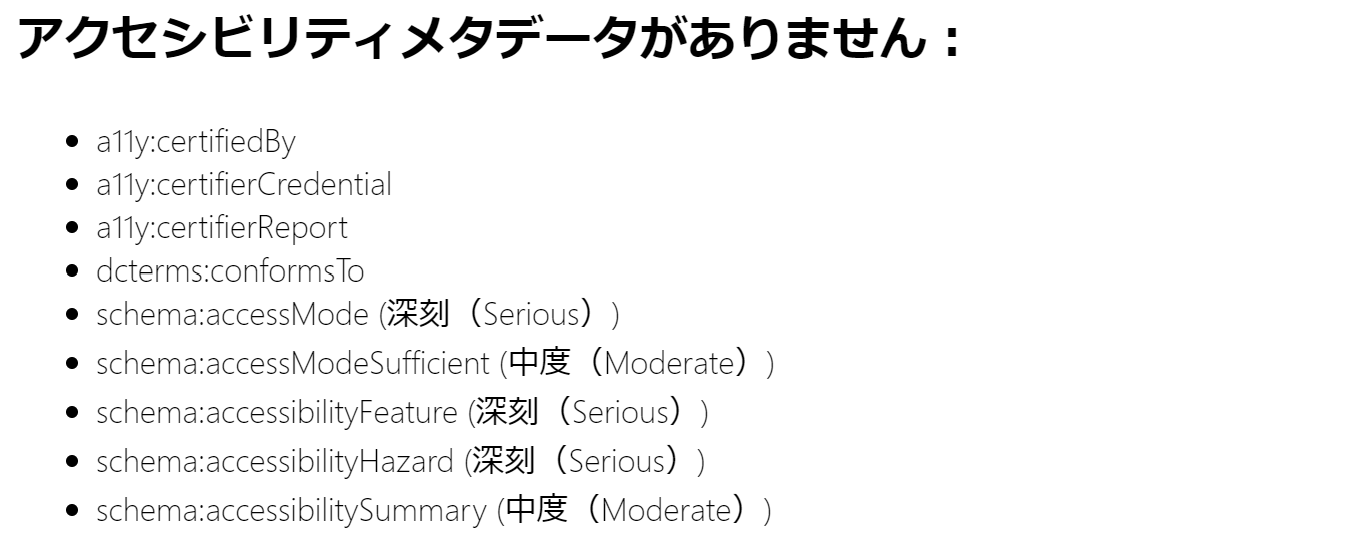 アクセシビリティメタデータがありません：
• a11y:certifiedBy
• a11y:certifierCredential
• a11y:certifierReport
• dcterms:conformsTo
• schema:accessMode (深刻（Serious）)
• schema:accessModeSufficient (中度（Moderate）)
• schema:accessibilityFeature (深刻（Serious）)
• schema:accessibilityHazard (深刻（Serious）)
• schema:accessibilitySummary (中度（Moderate）)